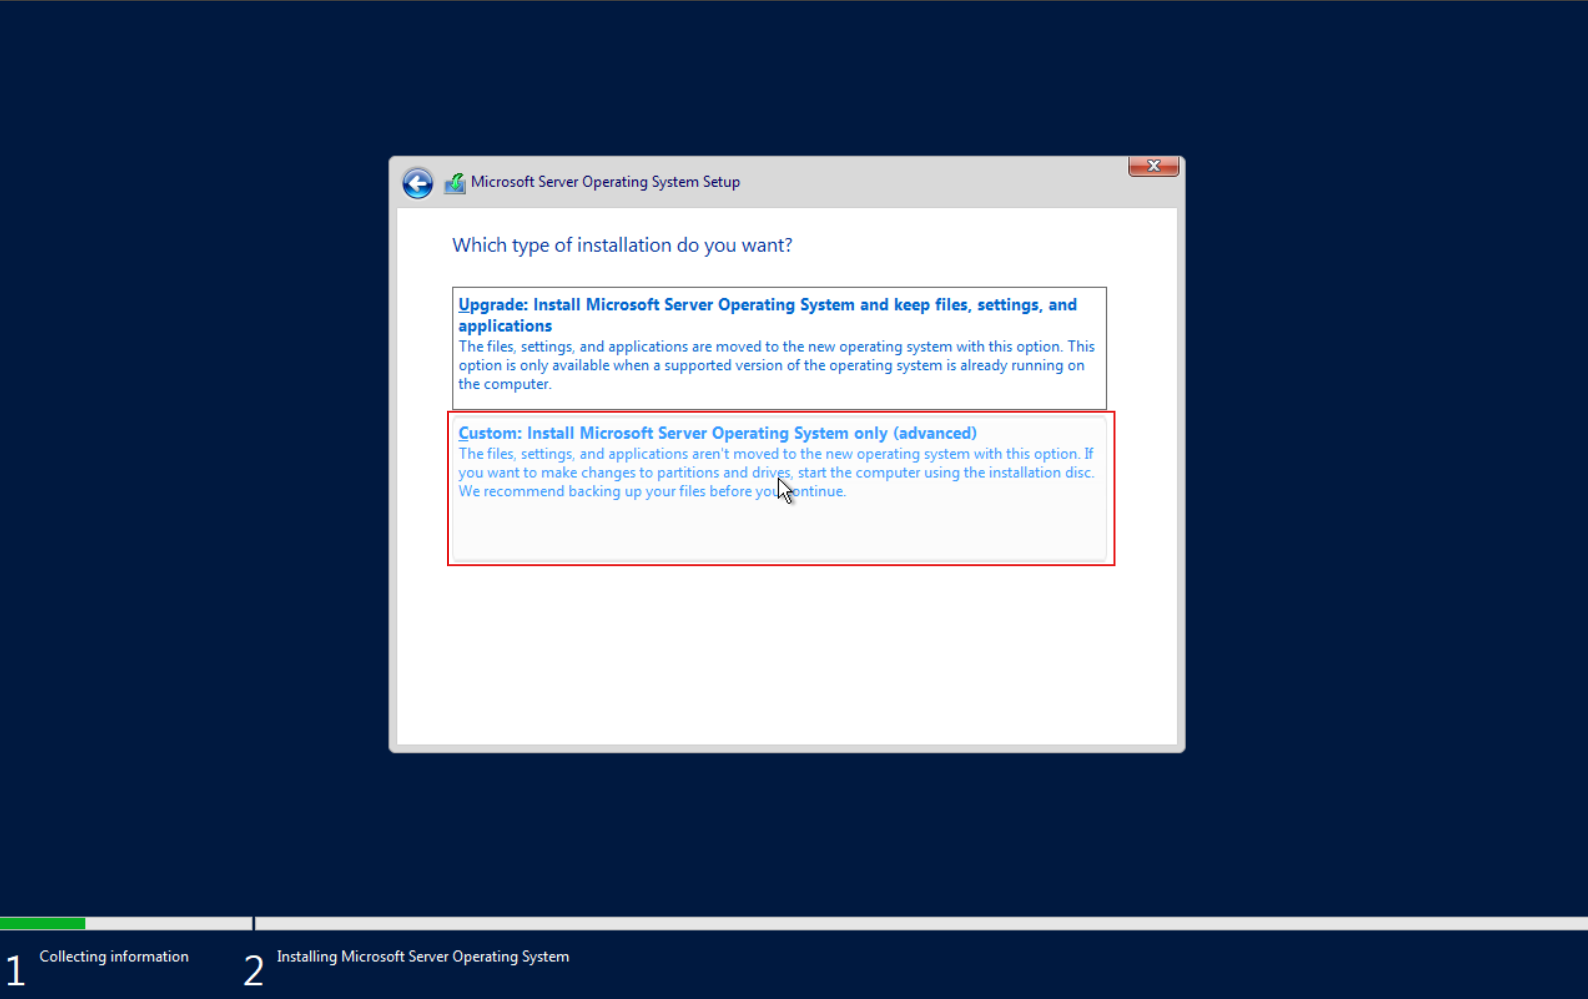 Microsoft Server Operating System Setup
Which type of installation do you want?
Upgrade: Install Microsoft Server Operating System and keep files, settings, and
applications
The files, settings, and applications are moved to the new operating system with this option. This
option is only available when a supported version of the operating system is already running on
the computer.
Custom: Install Microsoft Server Operating System only (advanced)
The files, settings, and applications aren't moved to the new operating system with this option. If
you want to make changes to partitions and drives, start the computer using the installation disc.
We recommend backing up your files before you continue.
1 Collecting information
2 Installing Microsoft Server Operating System